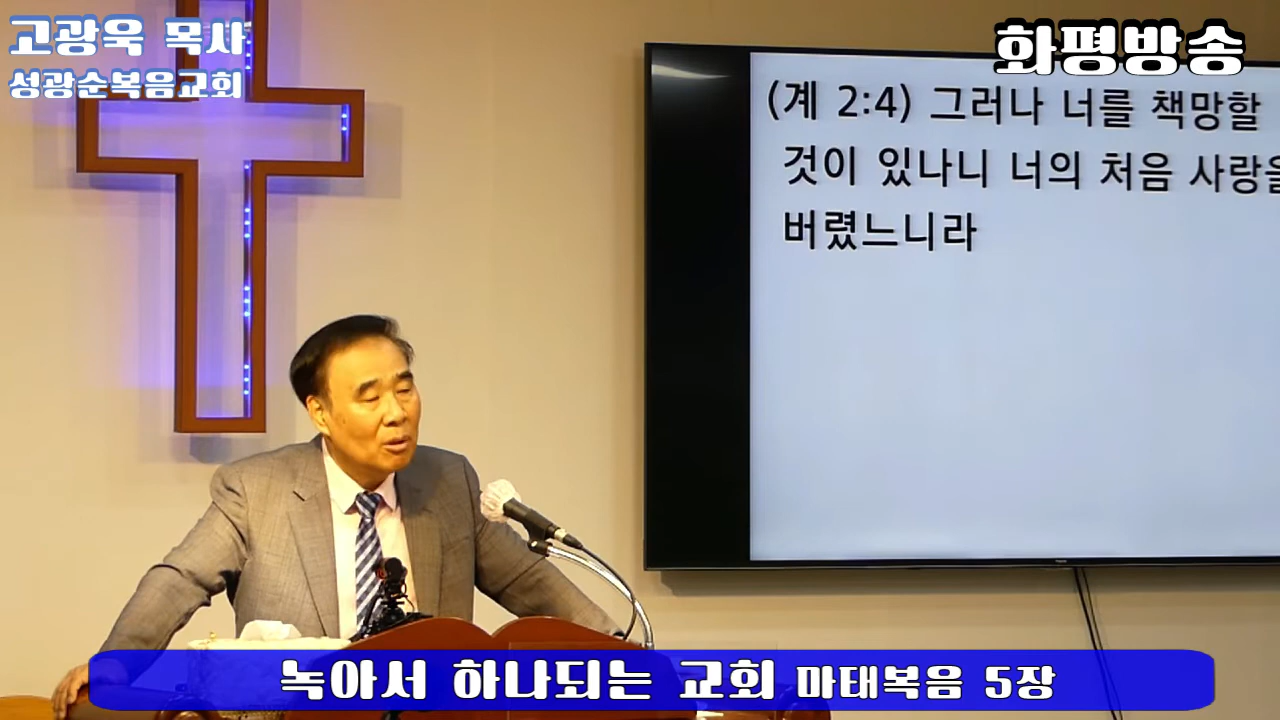 고광욱 목사
성광순복음교회
화평방송
(계 2:4) 그러나 너를 책망할
것이 있나니 너의 처음 사랑을
버렸느니라
녹아서 하나되는 교회 마태복음 5장